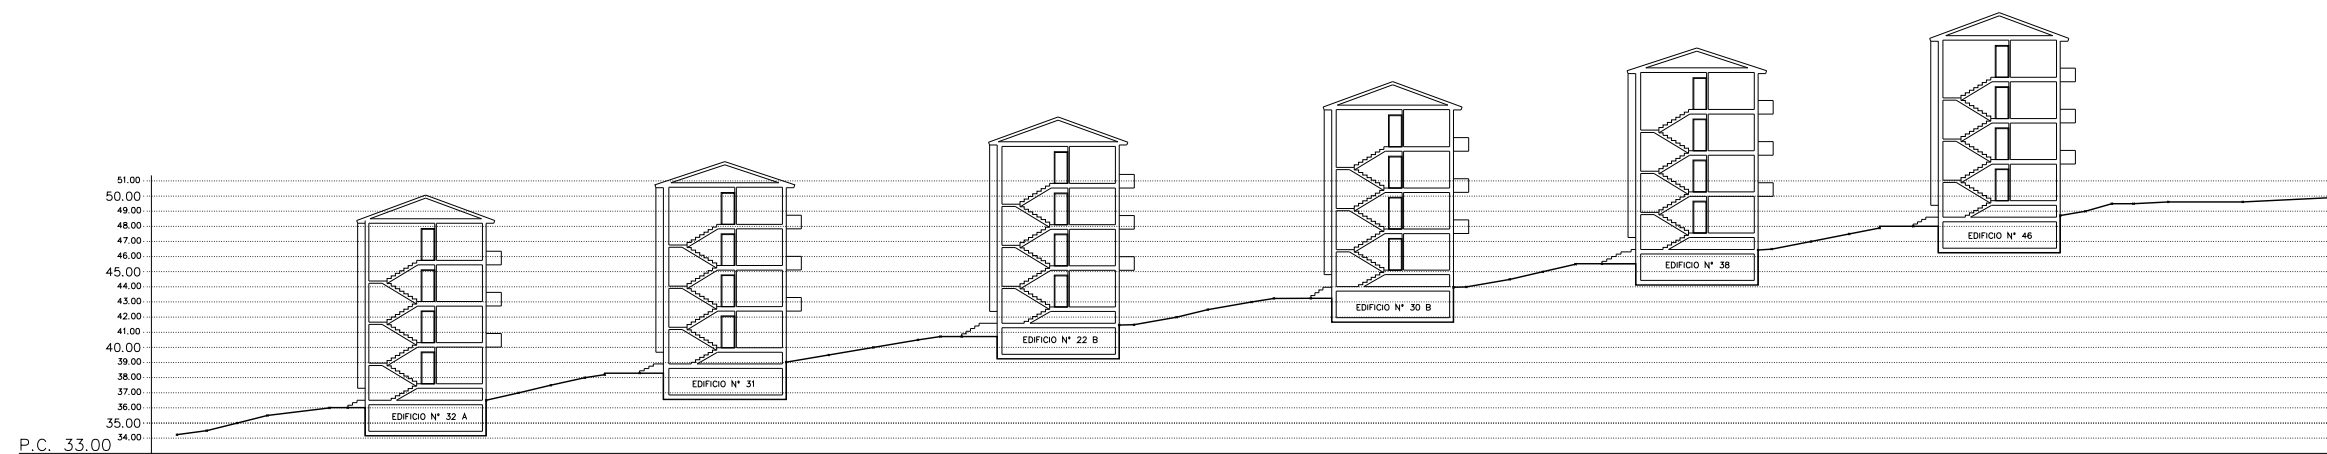 51.00
50.00
49.00
48.00
47.00
46.00
45.00
44.00
43.00
42.00
41.00
40.00
39.00
38.00
37.00
36.00
35.00
34.00
P.C. 33.00
EDIFICIO N° 32 A
EDIFICIO N° 31
EDIFICIO N° 22 B
EDIFICIO N° 30 B
EDIFICIO N° 38
EDIFICIO N° 46